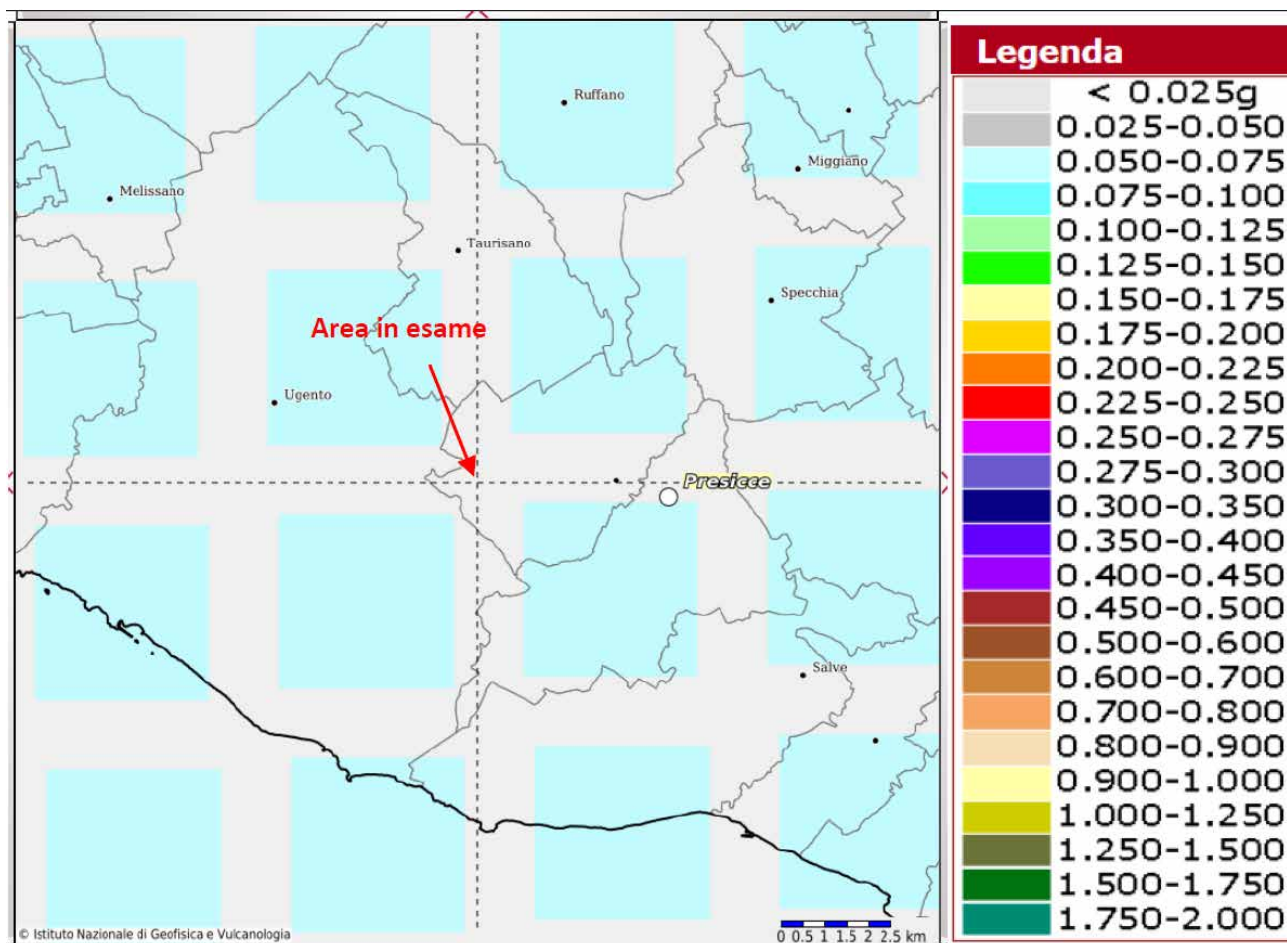 Ruffano
Miggiano
Melissano
Taurisano
Specchia
Area in esame
Ugento
Presicce
Salve
© Istituto Nazionale di Geofisica e Vulcanologia
0 0.5 1 1.5 2 2.5 km
Legenda
< 0.025g
0.025-0.050
0.050-0.075
0.075-0.100
0.100-0.125
0.125-0.150
0.150-0.175
0.175-0.200
0.200-0.225
0.225-0.250
0.250-0.275
0.275-0.300
0.300-0.350
0.350-0.400
0.400-0.450
0.450-0.500
0.500-0.600
0.600-0.700
0.700-0.800
0.800-0.900
0.900-1.000
1.000-1.250
1.250-1.500
1.500-1.750
1.750-2.000